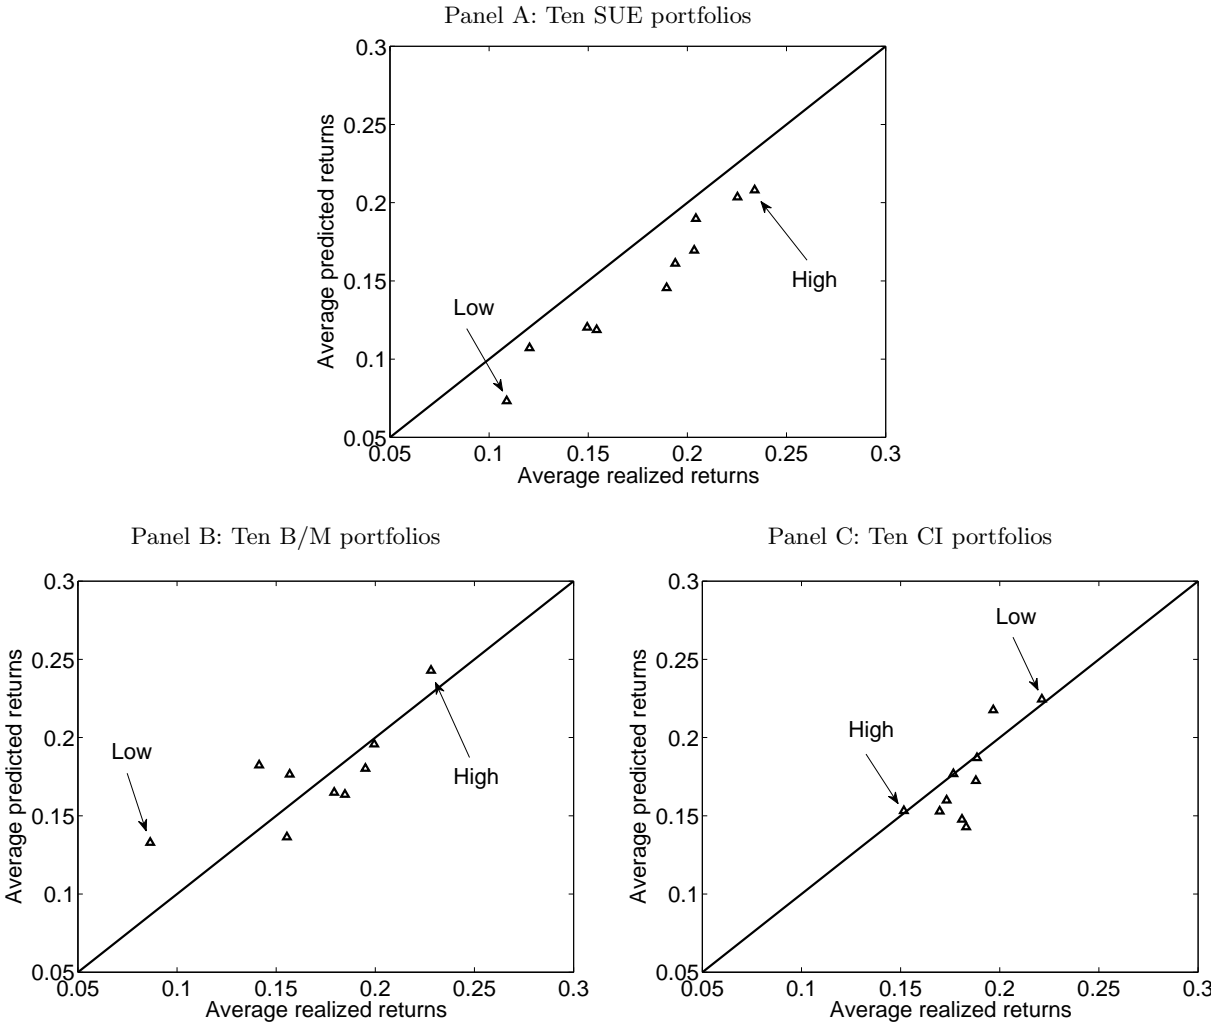 Panel A: Ten SUE portfolios
0.3
0.25
0.2
0.15
0.1
0.05
Average predicted returns
Low
High
0.05 0.1 0.15 0.2 0.25 0.3
Average realized returns
Panel B: Ten B/M portfolios
0.3
0.25
0.2
0.15
0.1
0.05
Average predicted returns
Low
High
0.05 0.1 0.15 0.2 0.25 0.3
Average realized returns
Panel C: Ten CI portfolios
0.3
0.25
0.2
0.15
0.1
0.05
Average predicted returns
Low
High
0.05 0.1 0.15 0.2 0.25 0.3
Average realized returns